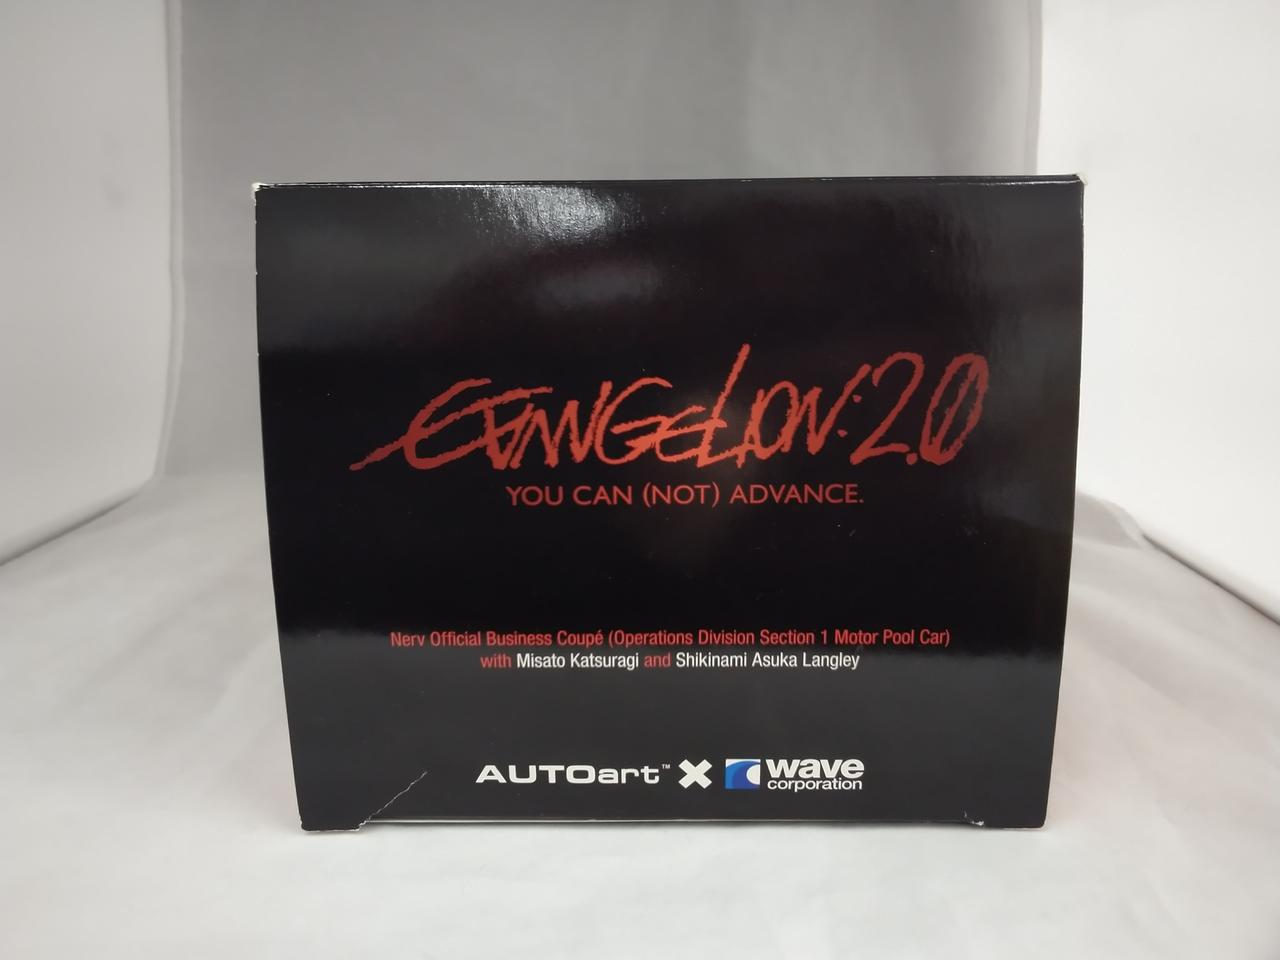 EVANGELION:2.0
YOU CAN (NOT) ADVANCE.
Nerv Official Business Coupé (Operations Division Section 1 Motor Pool Car)
with Misato Katsuragi and Shikinami Asuka Langley
AUTOart™ X wave corporation